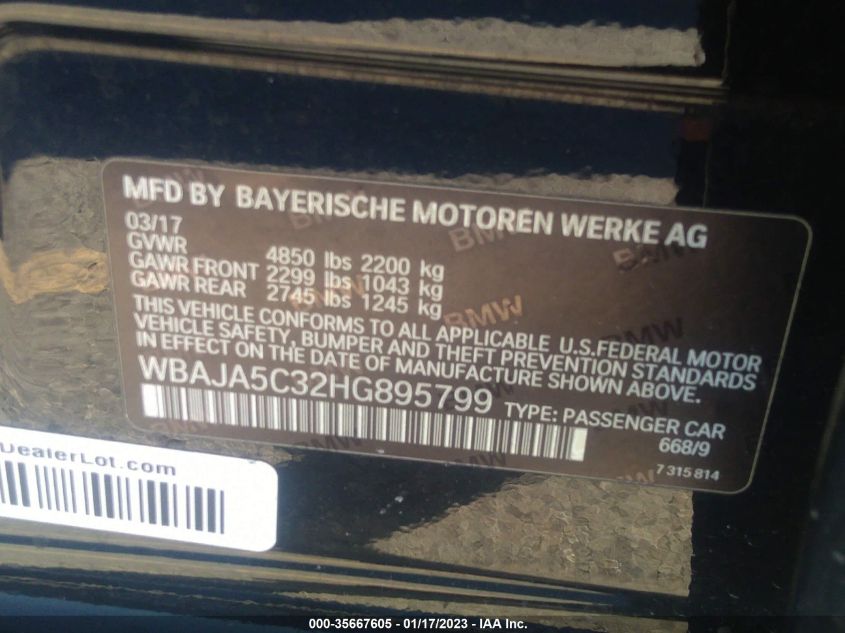 MFD BY BAYERISCHE MOTOREN WERKE AG
03/17
GVWR 4850 lbs 2200 kg
GAWR FRONT 2299 lbs 1043 kg
GAWR REAR 2745 lbs 1245 kg
THIS VEHICLE CONFORMS TO ALL APPLICABLE U.S.FEDERAL MOTOR
VEHICLE SAFETY, BUMPER AND THEFT PREVENTION STANDARDS
IN EFFECT ON THE DATE OF MANUFACTURE SHOWN ABOVE.
WBAJA5C32HG895799 TYPE: PASSENGER CAR
668/9
7 315 814
DealerLot.com
000-35667605 - 01/17/2023 - IAA Inc.